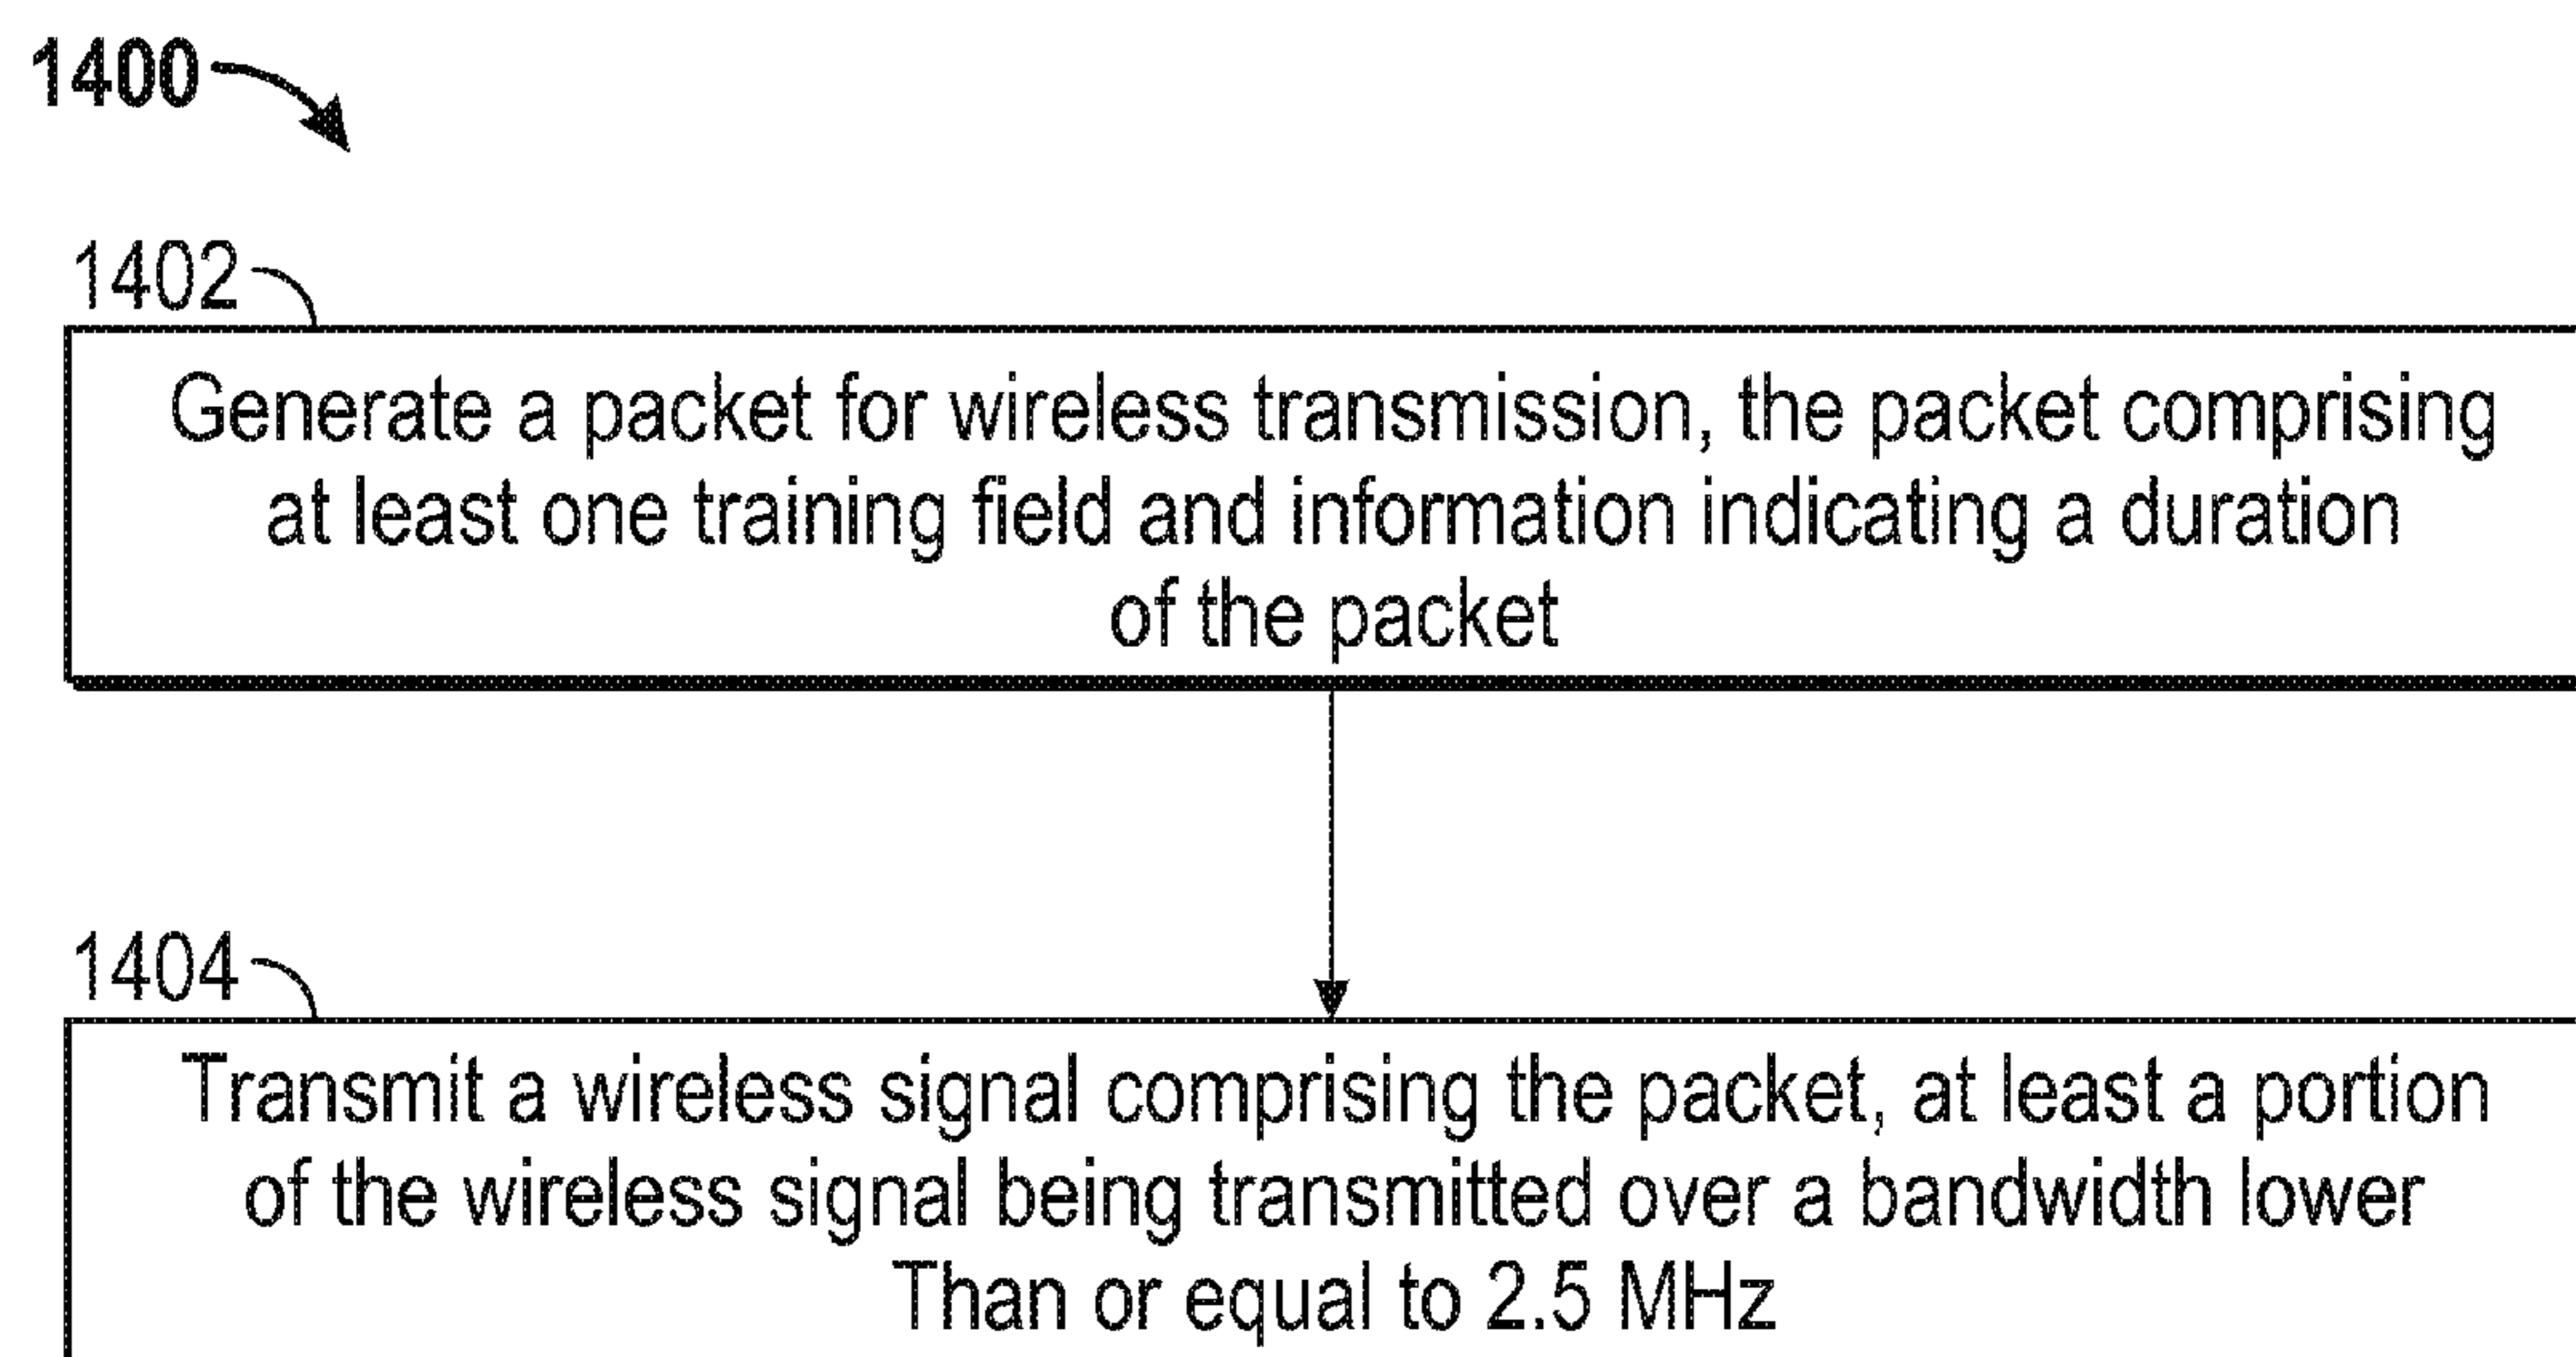 1400
1402
Generate a packet for wireless transmission, the packet comprising
at least one training field and information indicating a duration
of the packet
1404
Transmit a wireless signal comprising the packet, at least a portion
of the wireless signal being transmitted over a bandwidth lower
Than or equal to 2.5 MHz